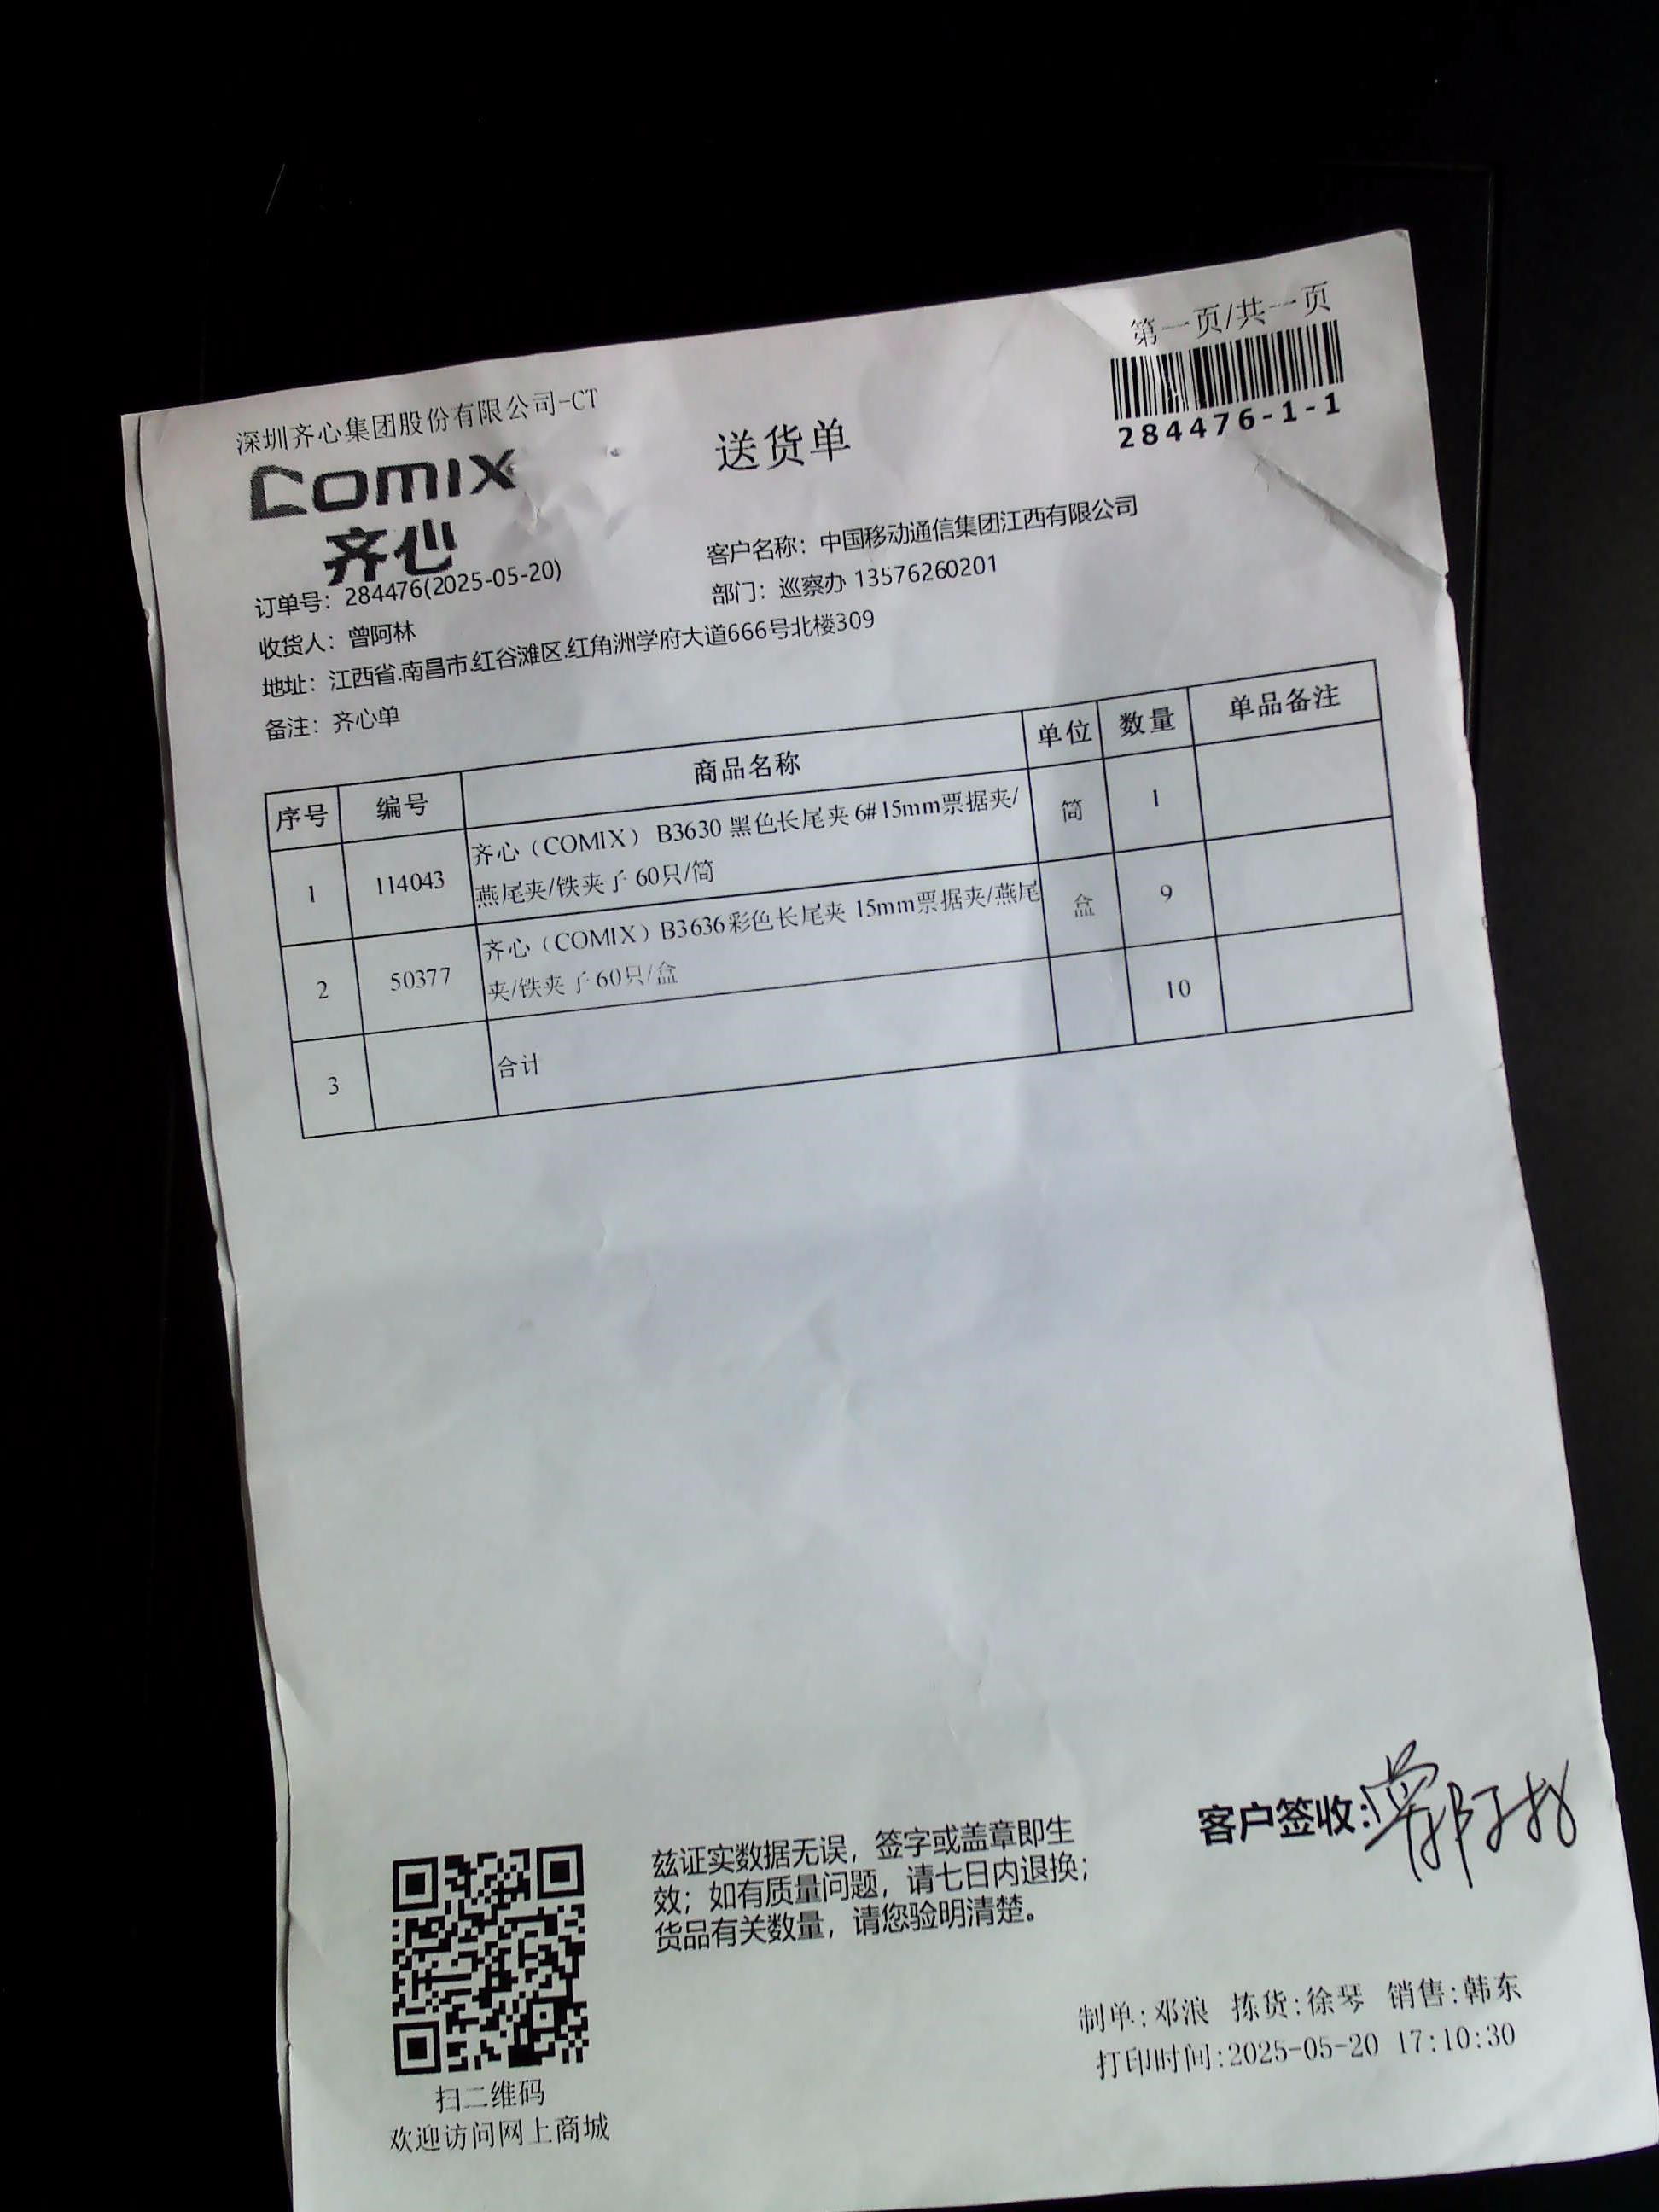 第一页/共一页
284476-1-1
深圳齐心集团股份有限公司-CT
comix
齐心
送货单
订单号：284476(2025-05-20)
客户名称：中国移动通信集团江西有限公司
收货人：曾阿林
部门：巡察办 13576260201
地址：江西省.南昌市.红谷滩区.红角洲学府大道666号北楼309
备注：齐心单
序号 编号 商品名称 单位 数量 单品备注
1 114043 齐心（COMIX） B3630 黑色长尾夹 6# 15mm票据夹/ 筒 1
燕尾夹/铁夹子 60只/筒
2 50377 齐心（COMIX）B3636彩色长尾夹 15mm票据夹/燕尾 盒 9
夹/铁夹子 60只/盒
3 合计 10
客户签收:曾阿林
兹证实数据无误，签字或盖章即生
效；如有质量问题，请七日内退换；
货品有关数量，请您验明清楚。
制单:邓浪 拣货:徐琴 销售:韩东
打印时间:2025-05-20 17:10:30
扫二维码
欢迎访问网上商城